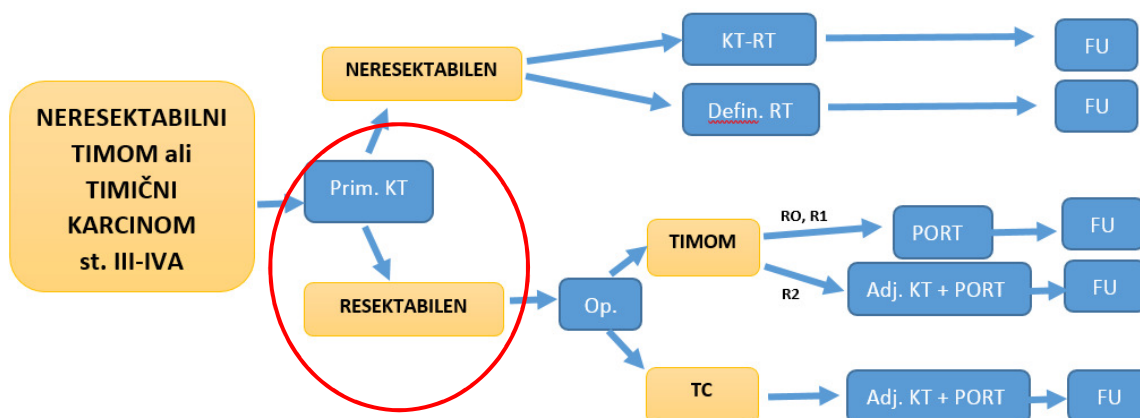 NERESEKTABILNI
TIMOM ali
TIMIČNI
KARCINOM
st. III-IVA
Prim. KT
NERESEKTABILEN
KT-RT
FU
Defin. RT
FU
RESEKTABILEN
Op.
TIMOM
RO, R1
PORT
FU
R2
Adj. KT + PORT
FU
TC
Adj. KT + PORT
FU